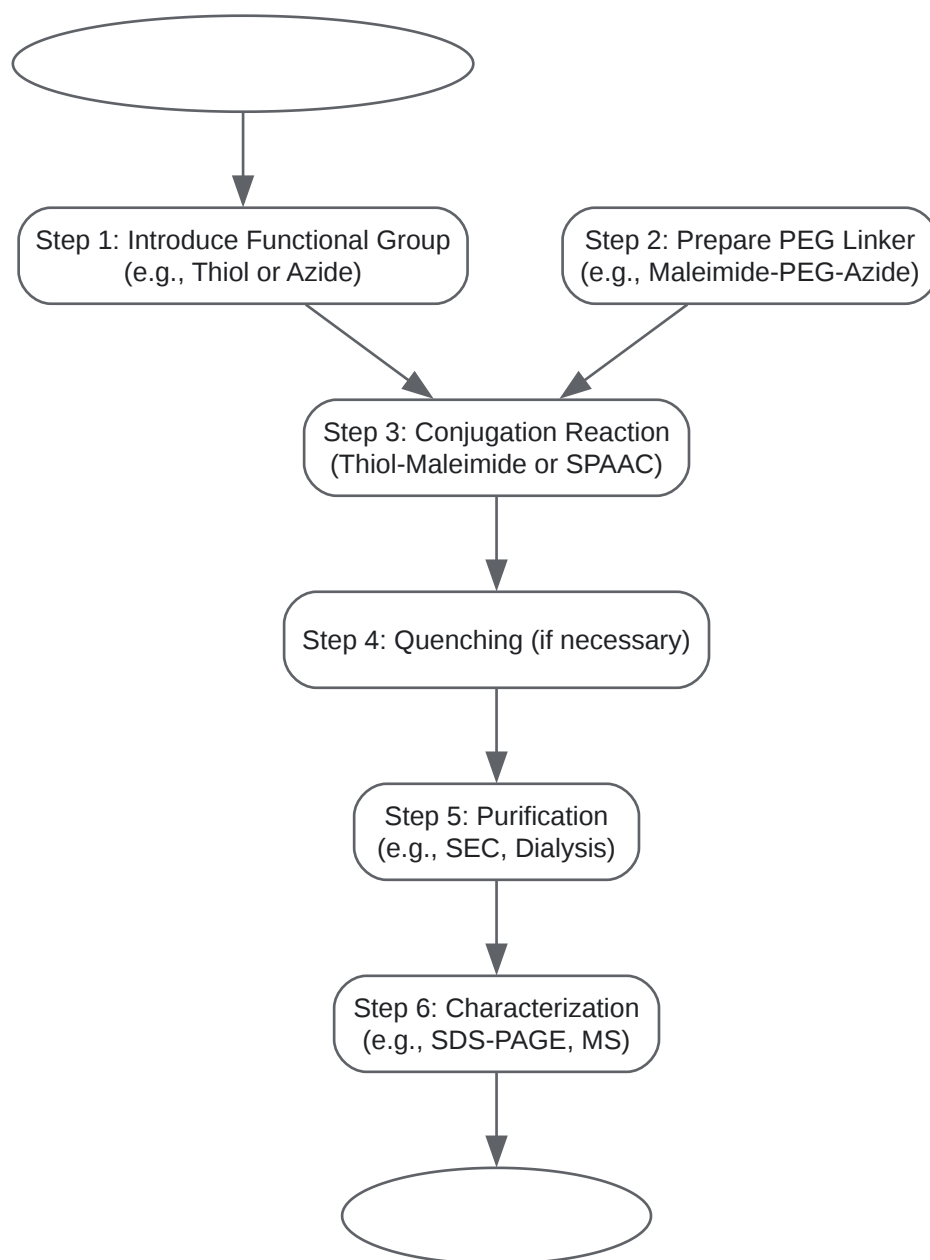 Step 1: Introduce Functional Group
(e.g., Thiol or Azide)
Step 2: Prepare PEG Linker
(e.g., Maleimide-PEG-Azide)
Step 3: Conjugation Reaction
(Thiol-Maleimide or SPAAC)
Step 4: Quenching (if necessary)
Step 5: Purification
(e.g., SEC, Dialysis)
Step 6: Characterization
(e.g., SDS-PAGE, MS)